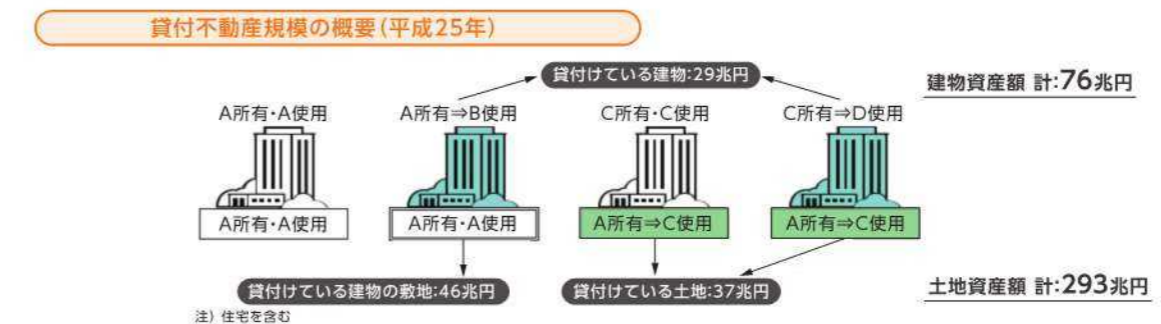 貸付不動産規模の概要(平成25年)
貸付けている建物:29兆円
建物資産額 計:76兆円
A所有・A使用
A所有⇒B使用
C所有・C使用
C所有⇒D使用
A所有・A使用
A所有・A使用
A所有⇒C使用
A所有⇒C使用
貸付けている建物の敷地:46兆円
貸付けている土地:37兆円
土地資産額 計:293兆円
注) 住宅を含む